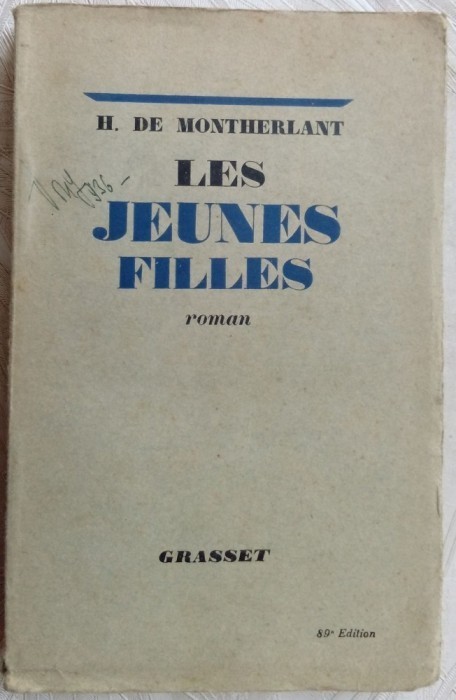 H. DE MONTHERLANT
LES
JEUNES
FILLES
roman
GRASSET
89e Edition